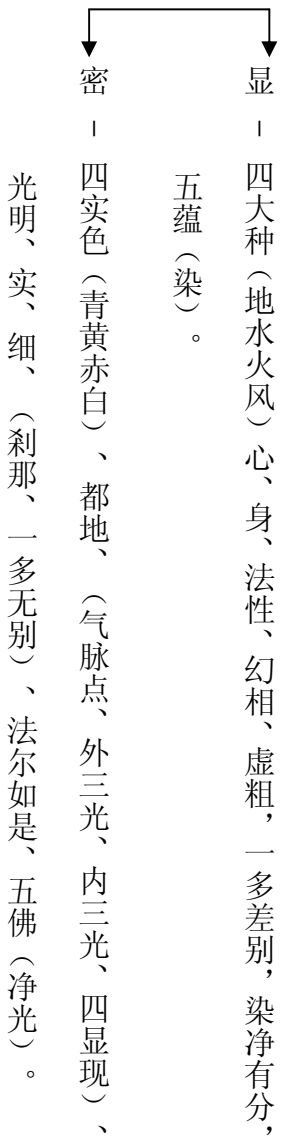 显－四大种（地水火风）心、身、法性、幻相、虚粗，一多差别，染净有分，
五蕴（染）。
密－四实色（青黄赤白）、都地、（气脉点、外三光、内三光、四显现）、
光明、实、细、（刹那、一多无别）、法尔如是、五佛（净光）。